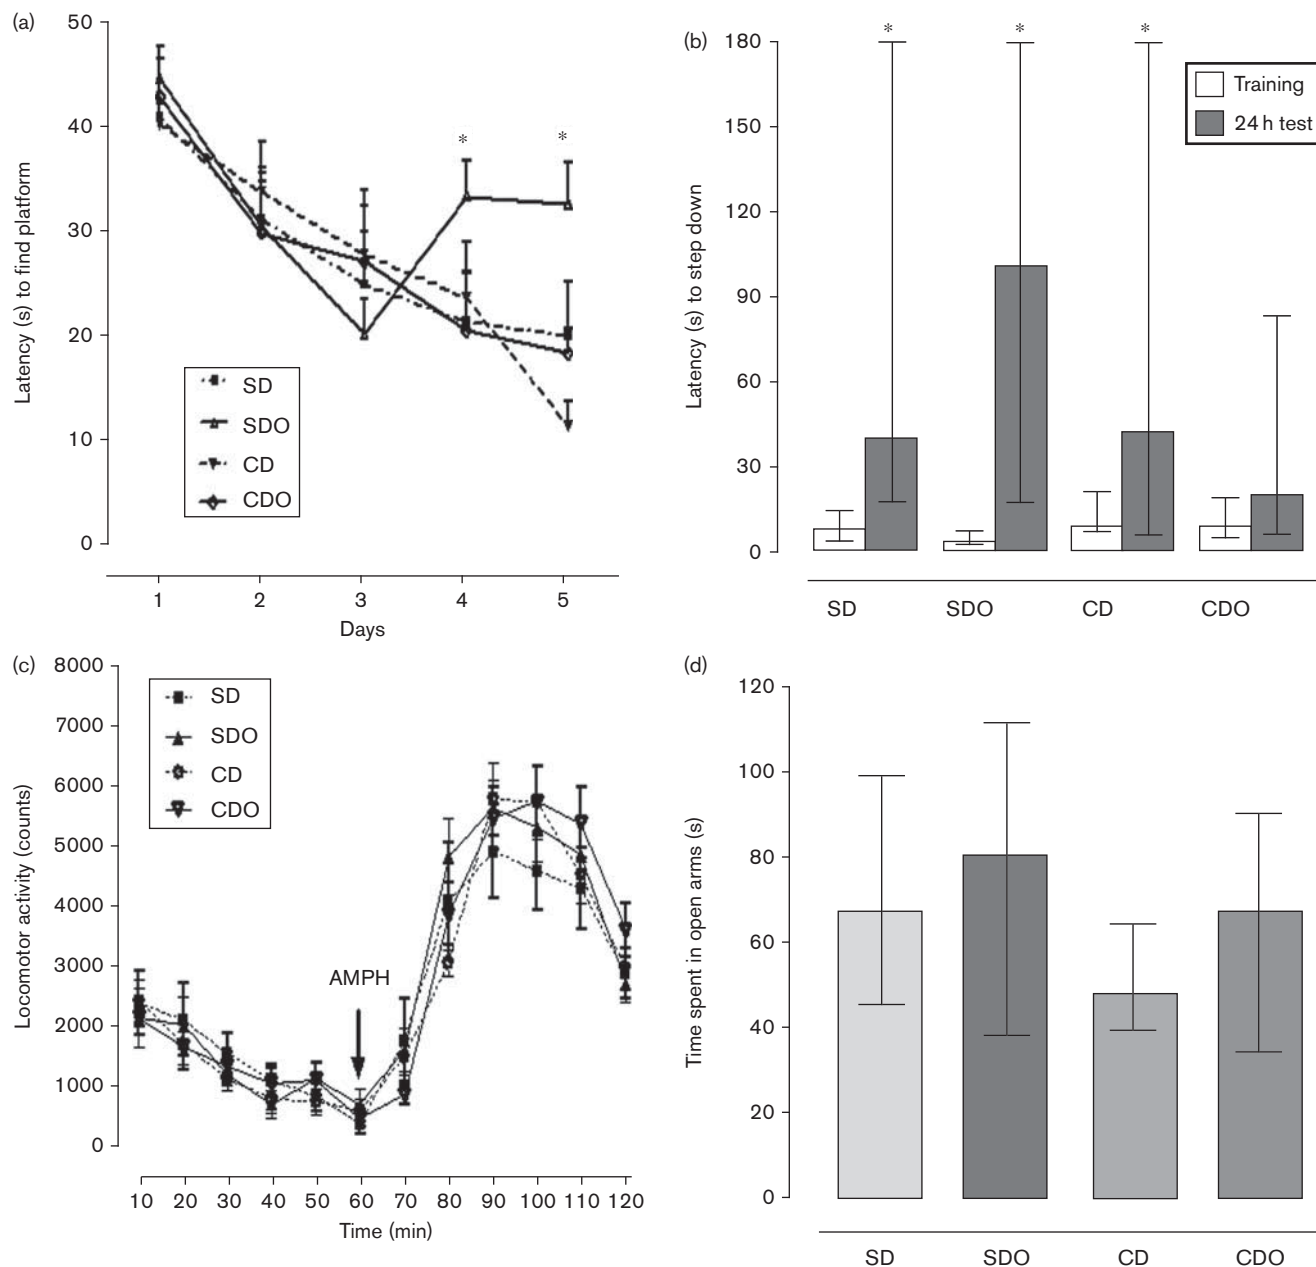 (a)
50
40
30
20
10
0
Latency (s) to find platform
*
*
SD
SDO
CD
CDO
1 2 3 4 5
Days
(b)
180
150
120
90
60
30
0
Latency (s) to step down
* * *
Training
24 h test
SD SDO CD CDO
(c)
8000
7000
6000
5000
4000
3000
2000
1000
0
Locomotor activity (counts)
SD
SDO
CD
CDO
AMPH
10 20 30 40 50 60 70 80 90 100 110 120
Time (min)
(d)
120
100
80
60
40
20
0
Time spent in open arms (s)
SD SDO CD CDO